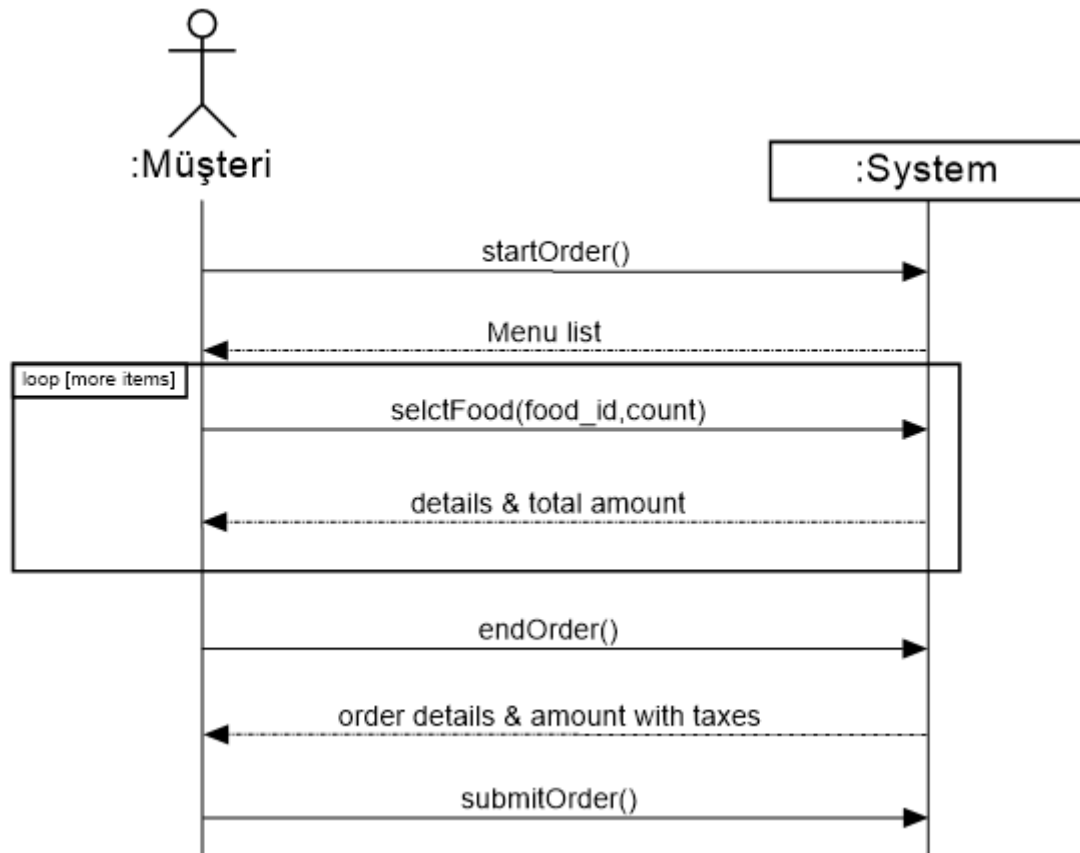 :Müşteri
:System
startOrder()
Menu list
loop [more items]
selctFood(food_id,count)
details & total amount
endOrder()
order details & amount with taxes
submitOrder()